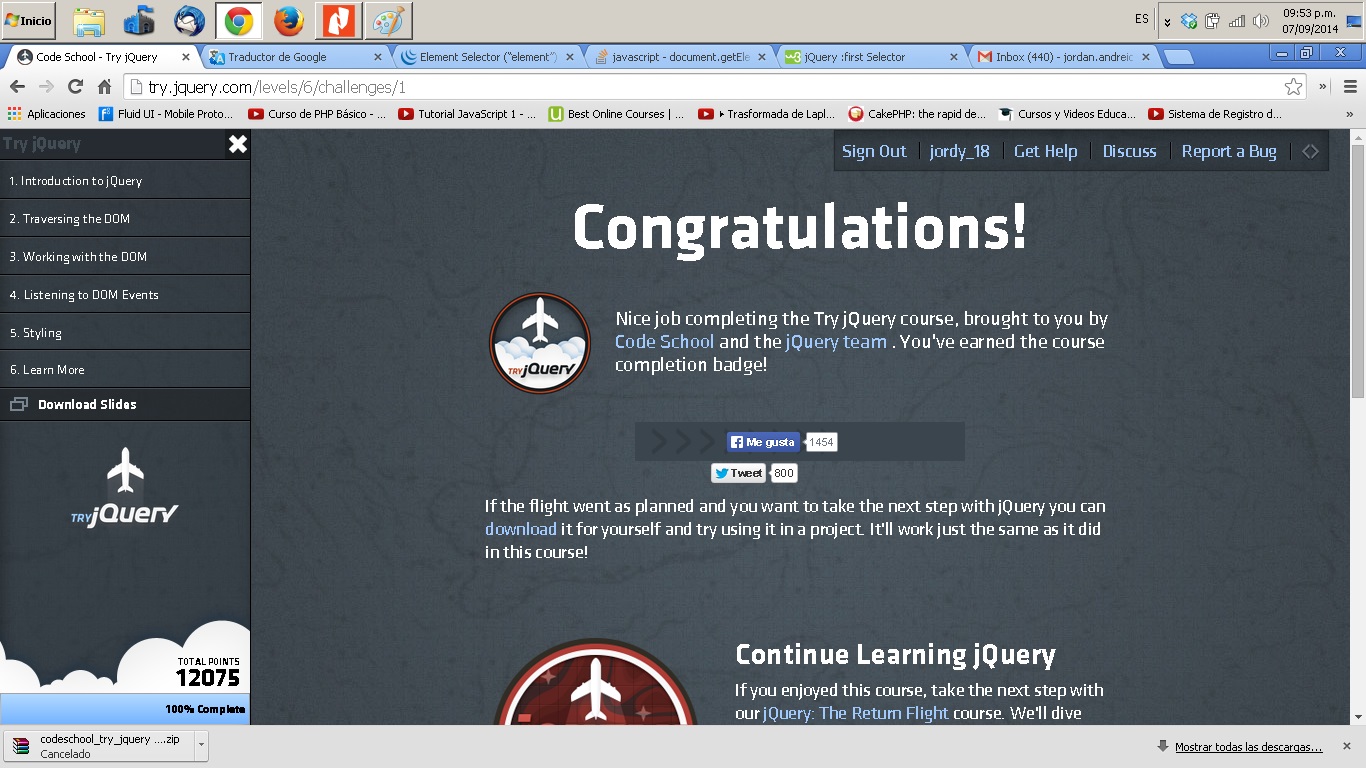 Inicio
ES
09:53 p.m.
07/09/2014
Code School - Try jQuery
Traductor de Google
Element Selector ("element")
javascript - document.getEle
jQuery :first Selector
Inbox (440) - jordan.andreic
try.jquery.com/levels/6/challenges/1
Aplicaciones
Fluid UI - Mobile Proto...
Curso de PHP Básico - ...
Tutorial JavaScript 1 - ...
Best Online Courses | ...
Trasformada de Lapl...
CakePHP: the rapid de...
Cursos y Videos Educa...
Sistema de Registro d...
Try jQuery
1. Introduction to jQuery
2. Traversing the DOM
3. Working with the DOM
4. Listening to DOM Events
5. Styling
6. Learn More
Download Slides
TRY jQuery
TOTAL POINTS
12075
100% Complete
Sign Out
jordy_18
Get Help
Discuss
Report a Bug
Congratulations!
TRY jQuery
Nice job completing the Try jQuery course, brought to you by
Code School and the jQuery team . You've earned the course
completion badge!
Me gusta
1454
Tweet
800
If the flight went as planned and you want to take the next step with jQuery you can
download it for yourself and try using it in a project. It'll work just the same as it did
in this course!
Continue Learning jQuery
If you enjoyed this course, take the next step with
our jQuery: The Return Flight course. We'll dive
codeschool_try_jquery ....zip
Cancelado
Mostrar todas las descargas...